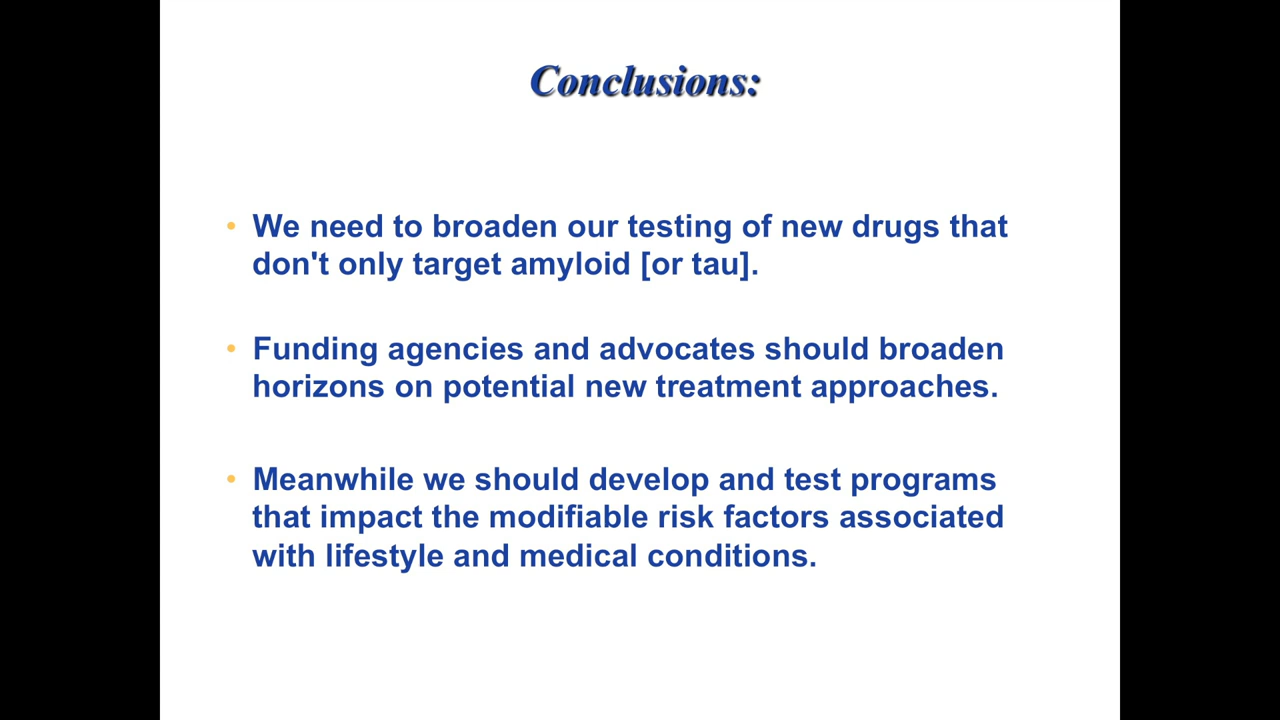 Conclusions:
• We need to broaden our testing of new drugs that
don't only target amyloid [or tau].
• Funding agencies and advocates should broaden
horizons on potential new treatment approaches.
• Meanwhile we should develop and test programs
that impact the modifiable risk factors associated
with lifestyle and medical conditions.